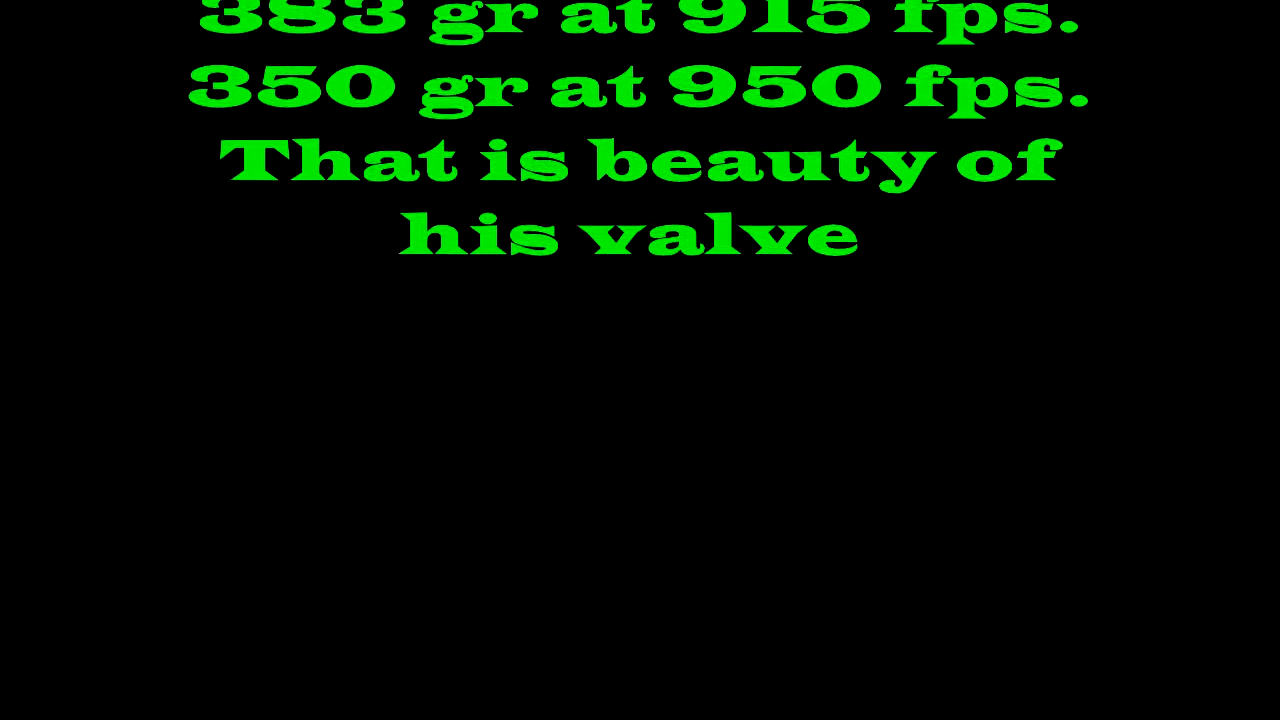 383 gr at 915 fps.
350 gr at 950 fps.
That is beauty of
his valve